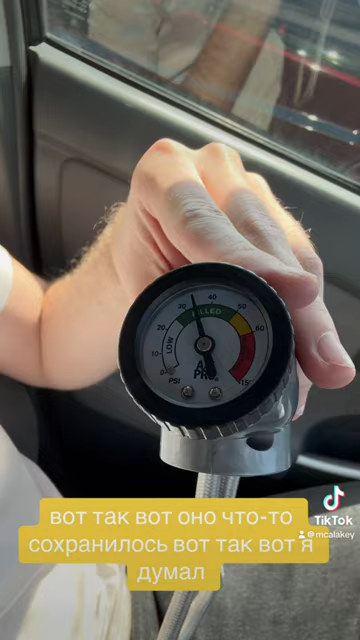 30
40
50
20
60
10
0
FILLED
LOW
PSI
вот так вот оно что-то
сохранилось вот так вот я
думал
TikTok
@mcalakey